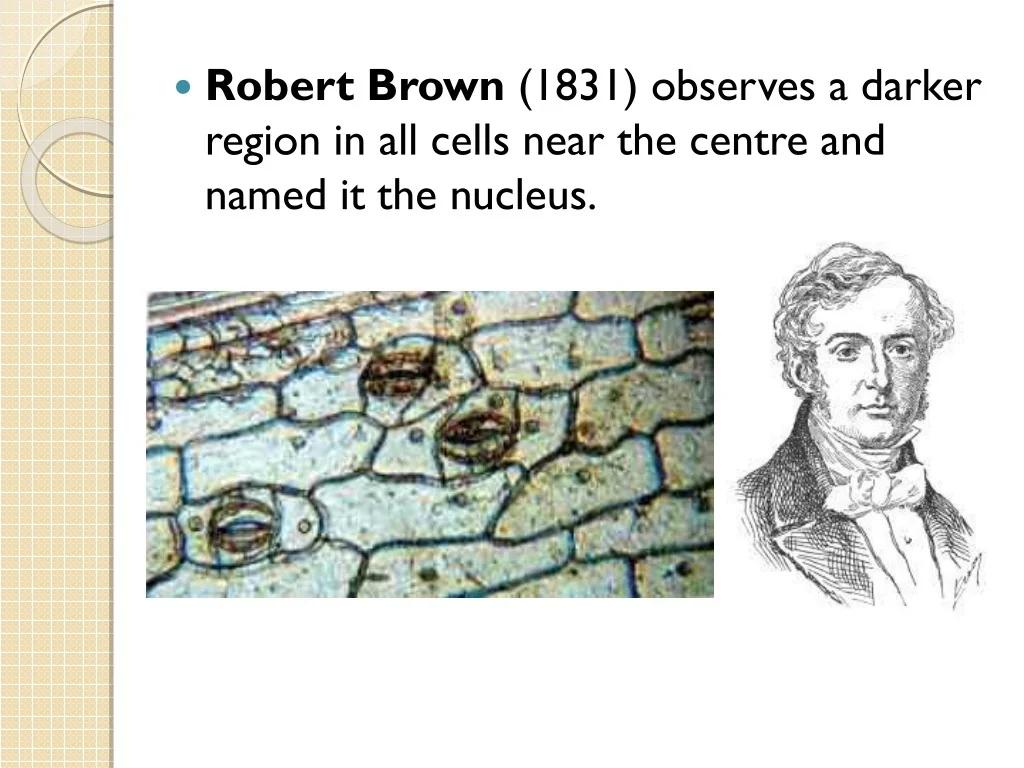 Robert Brown (1831) observes a darker
region in all cells near the centre and
named it the nucleus.